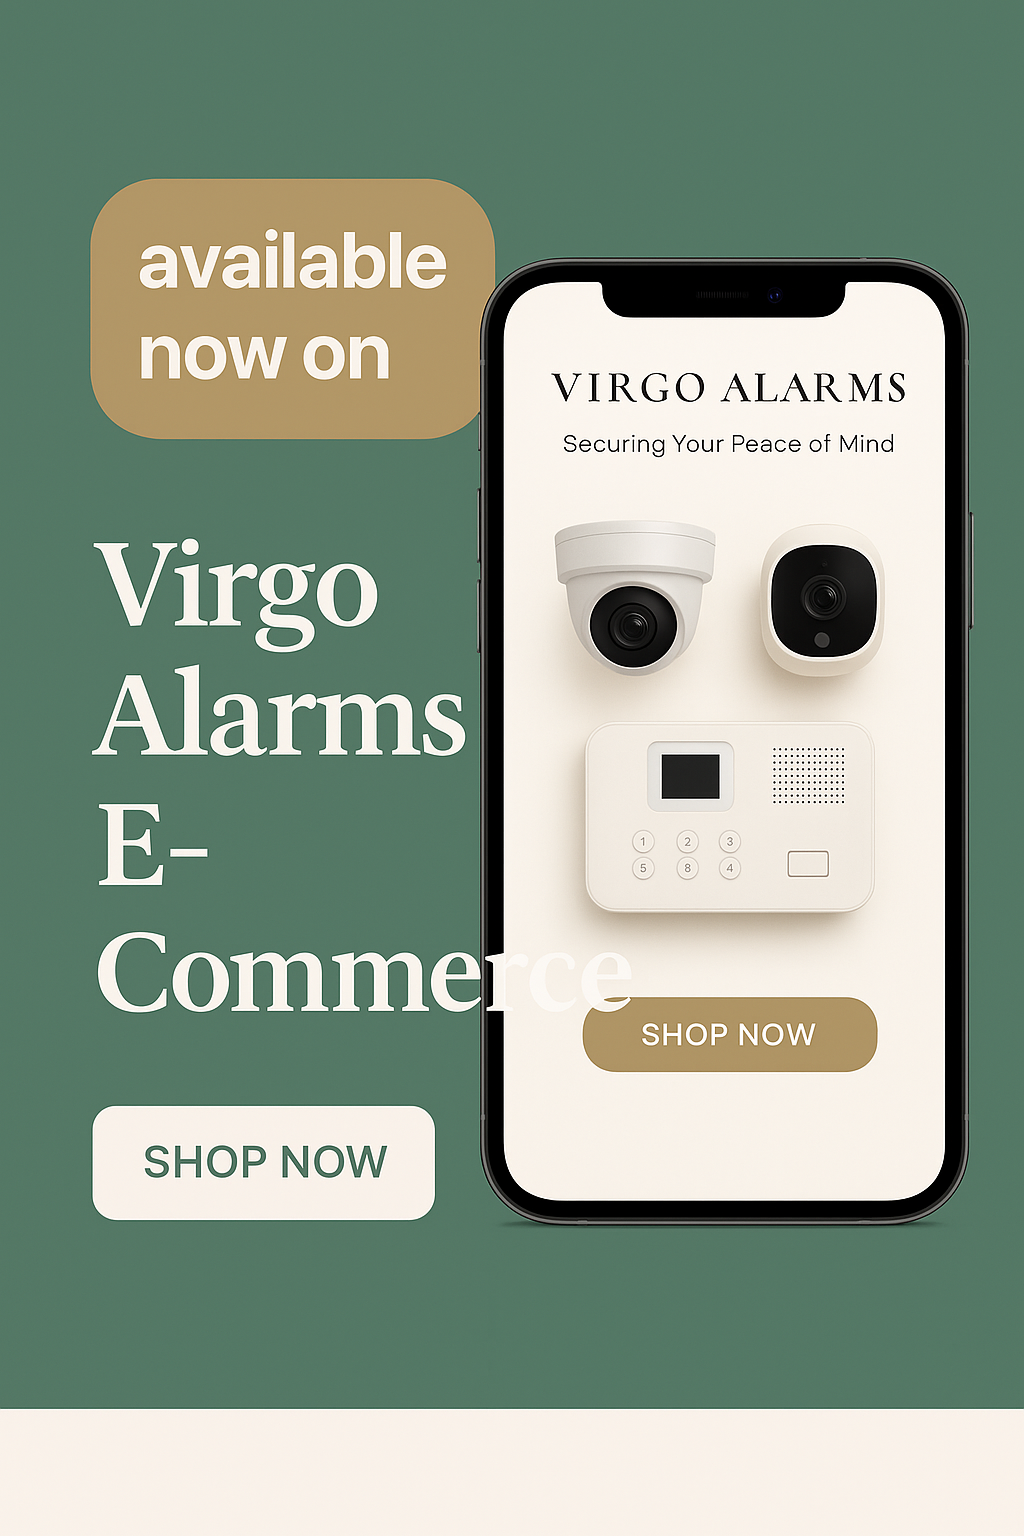 available
now on
Virgo
Alarms
E-
Commerce
SHOP NOW
VIRGO ALARMS
Securing Your Peace of Mind
1 2 3
5 8 4
SHOP NOW